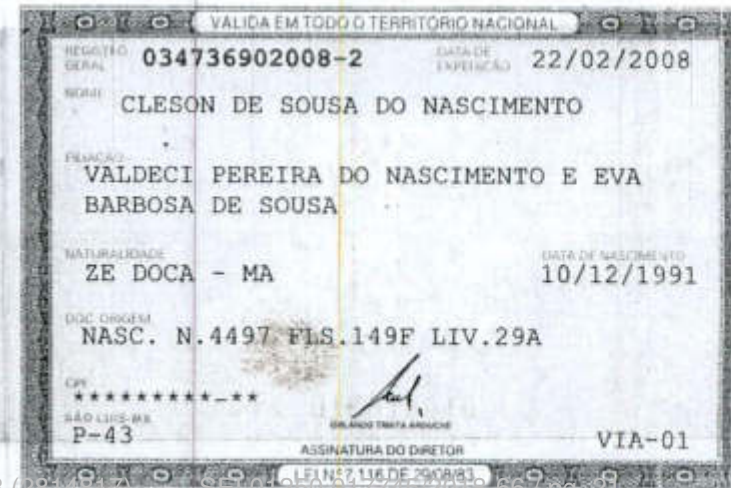 VÁLIDA EM TODO O TERRITÓRIO NACIONAL
REGISTRO GERAL 034736902008-2 DATA DE EXPEDIÇÃO 22/02/2008
NOME CLESON DE SOUSA DO NASCIMENTO
FILIAÇÃO
VALDECI PEREIRA DO NASCIMENTO E EVA
BARBOSA DE SOUSA
NATURALIDADE DATA DE NASCIMENTO
ZE DOCA - MA 10/12/1991
DOC ORIGEM
NASC. N.4497 FLS.149F LIV.29A
CPF
*********-**
SÃO LUIS-MA
P-43 VIA-01
ASSINATURA DO DIRETOR
LEI Nº 7.116 DE 29/08/83